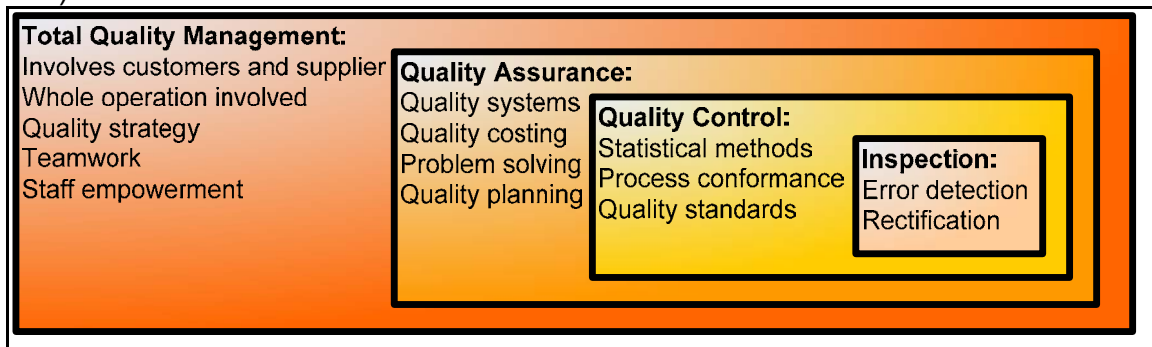 Total Quality Management:
Involves customers and supplier
Whole operation involved
Quality strategy
Teamwork
Staff empowerment
Quality Assurance:
Quality systems
Quality costing
Problem solving
Quality planning
Quality Control:
Statistical methods
Process conformance
Quality standards
Inspection:
Error detection
Rectification